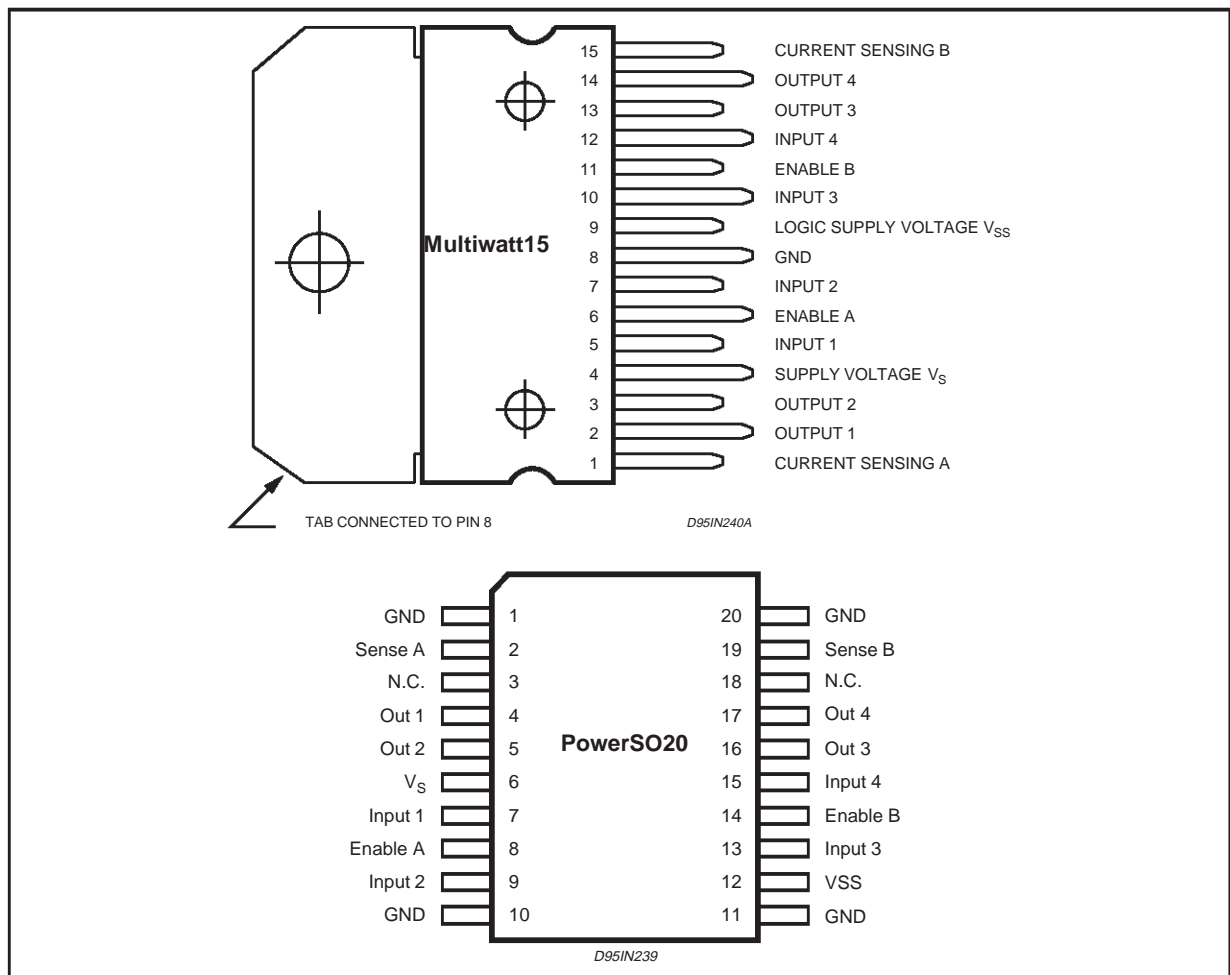 15 CURRENT SENSING B
14 OUTPUT 4
13 OUTPUT 3
12 INPUT 4
11 ENABLE B
10 INPUT 3
9 LOGIC SUPPLY VOLTAGE VSS
Multiwatt15
8 GND
7 INPUT 2
6 ENABLE A
5 INPUT 1
4 SUPPLY VOLTAGE VS
3 OUTPUT 2
2 OUTPUT 1
1 CURRENT SENSING A
TAB CONNECTED TO PIN 8 D95IN240A
GND 1 20 GND
Sense A 2 19 Sense B
N.C. 3 18 N.C.
Out 1 4 17 Out 4
Out 2 5 PowerSO20 16 Out 3
VS 6 15 Input 4
Input 1 7 14 Enable B
Enable A 8 13 Input 3
Input 2 9 12 VSS
GND 10 11 GND
D95IN239